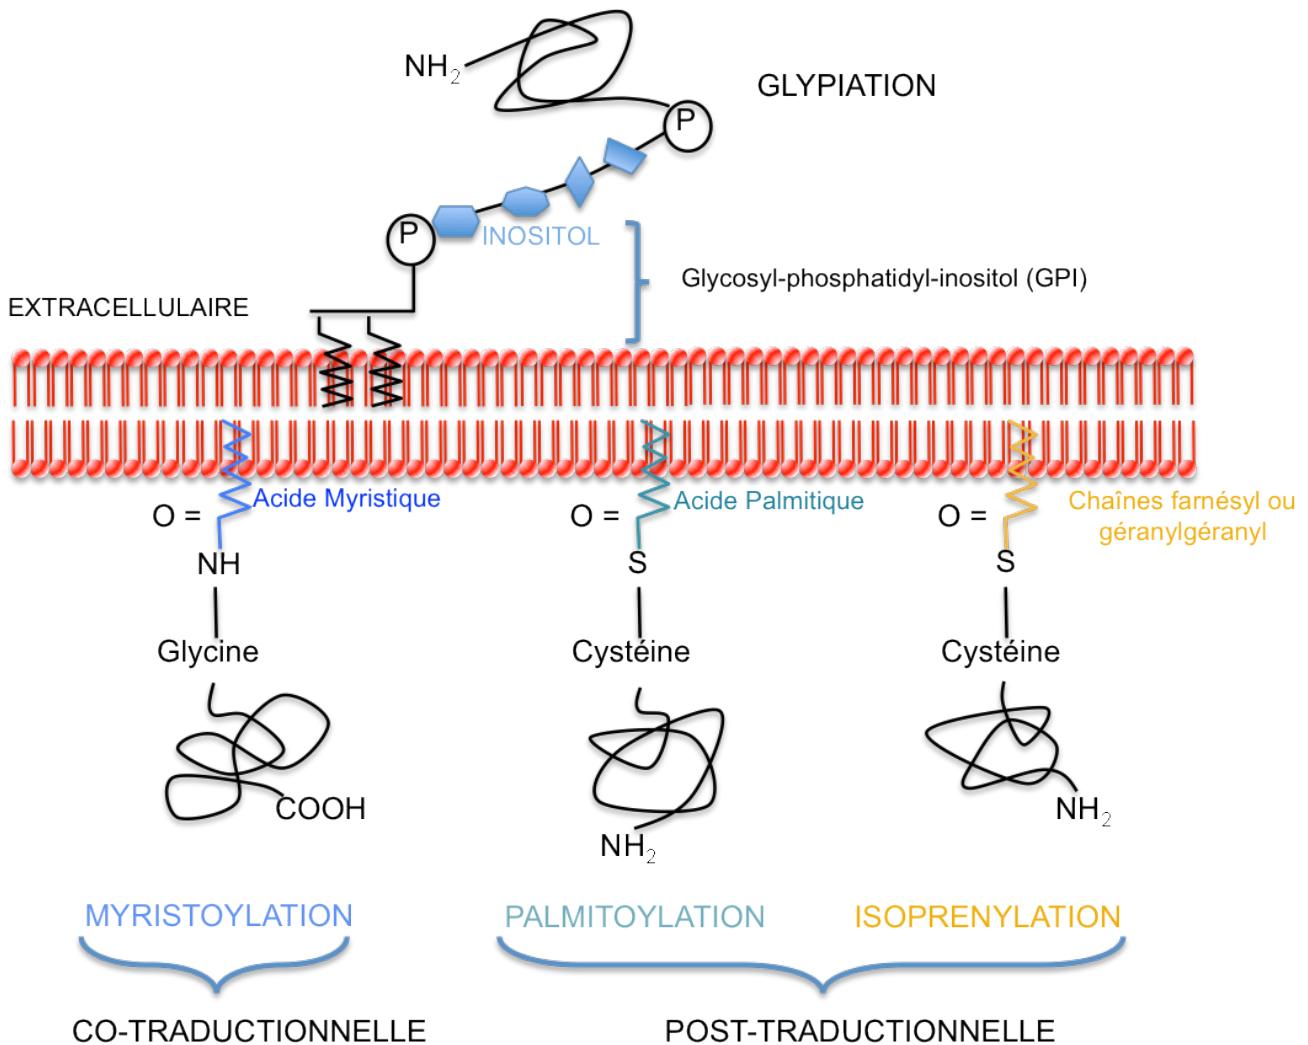 NH2
GLYPIATION
P
P
INOSITOL
Glycosyl-phosphatidyl-inositol (GPI)
EXTRACELLULAIRE
O =
Acide Myristique
NH
Glycine
COOH
O =
Acide Palmitique
S
Cystéine
NH2
O =
Chaînes farnésyl ou
géranylgéranyl
S
Cystéine
NH2
MYRISTOYLATION
PALMITOYLATION
ISOPRENYLATION
CO-TRADUCTIONNELLE
POST-TRADUCTIONNELLE